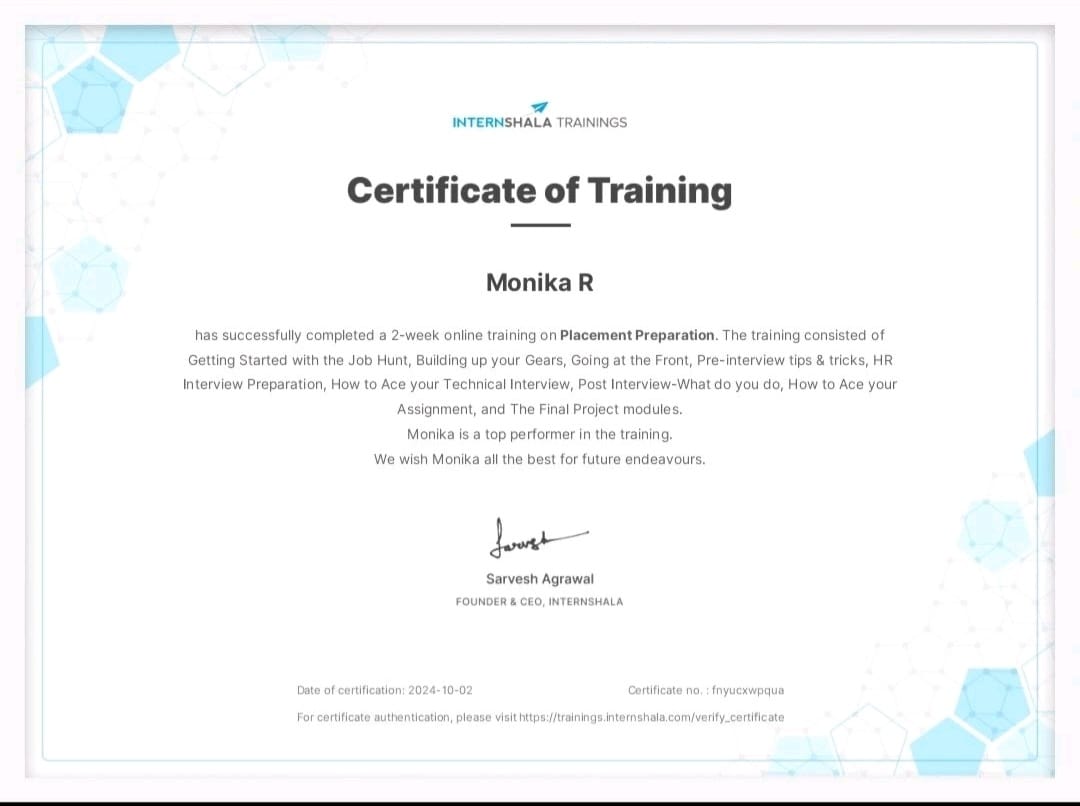 INTERNSHALA TRAININGS
Certificate of Training
Monika R
has successfully completed a 2-week online training on Placement Preparation. The training consisted of
Getting Started with the Job Hunt, Building up your Gears, Going at the Front, Pre-interview tips & tricks, HR
Interview Preparation, How to Ace your Technical Interview, Post Interview-What do you do, How to Ace your
Assignment, and The Final Project modules.
Monika is a top performer in the training.
We wish Monika all the best for future endeavours.
Sarvesh
Sarvesh Agrawal
FOUNDER & CEO, INTERNSHALA
Date of certification: 2024-10-02
Certificate no. : fnyucxwpqua
For certificate authentication, please visit https://trainings.internshala.com/verify_certificate